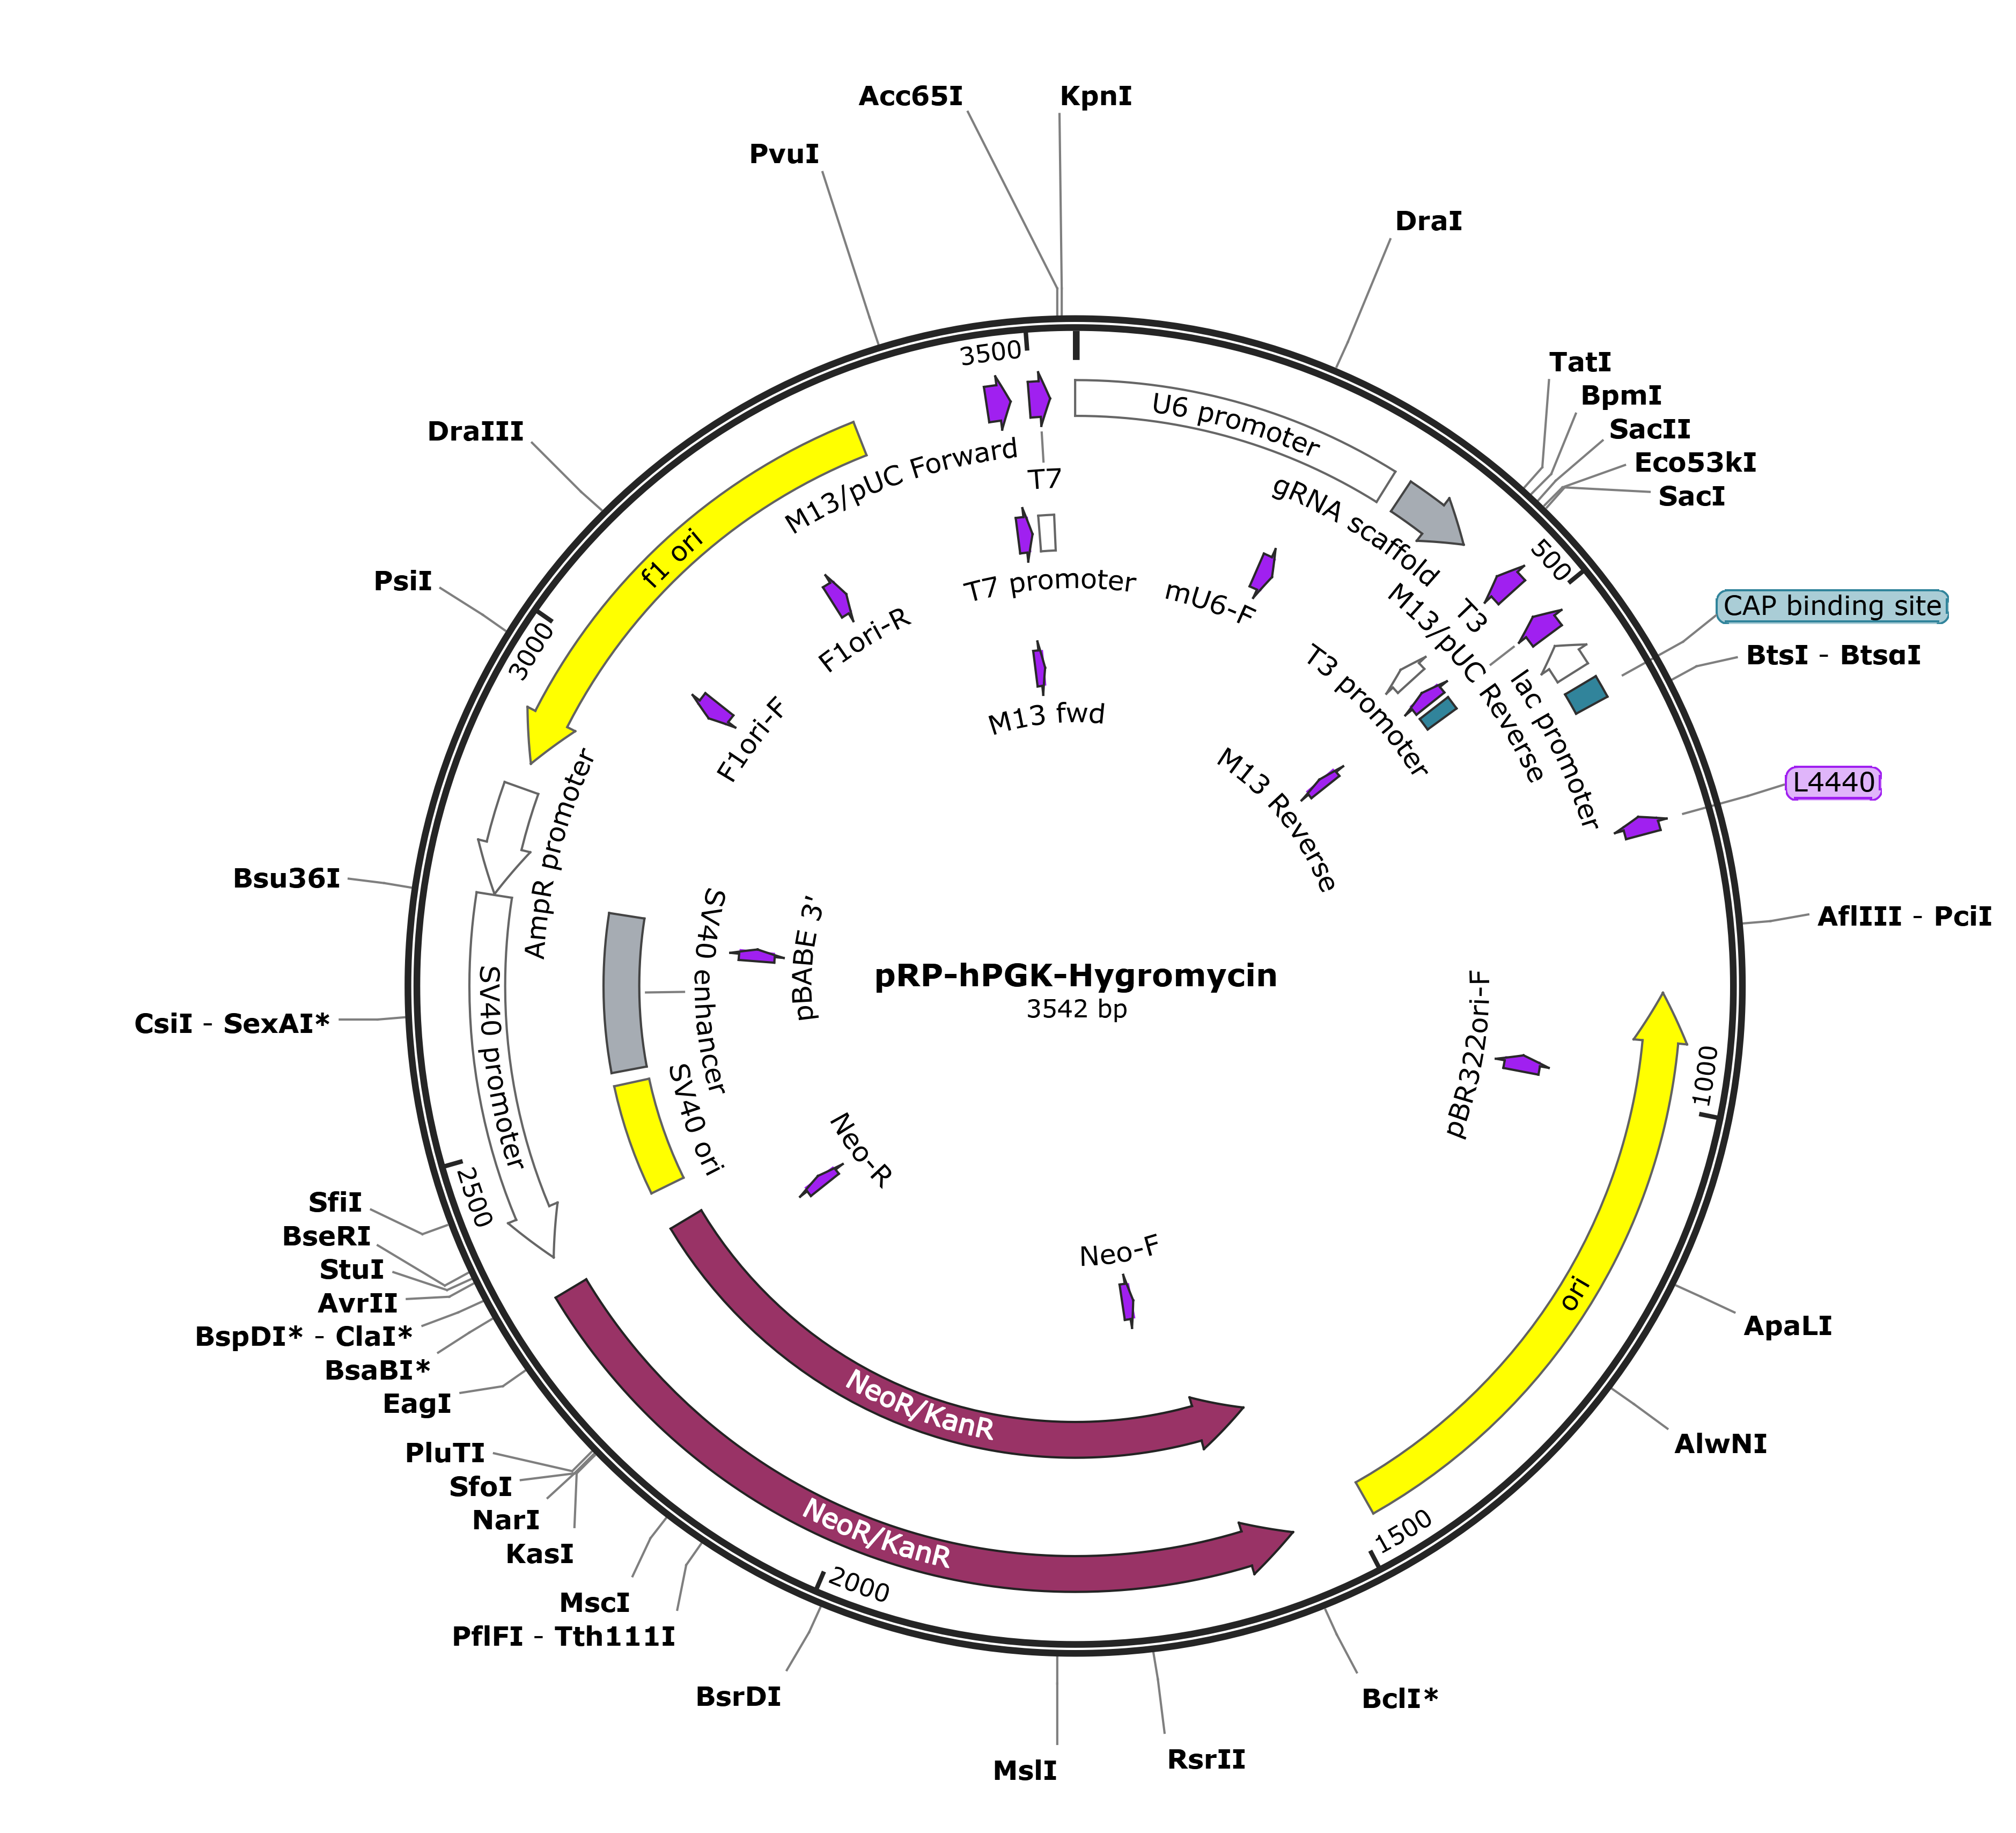 Acc65I
KpnI
PvuI
DraI
DraIII
TatI
BpmI
SacII
Eco53kI
SacI
3500
U6 promoter
M13/pUC Forward
T7
gRNA scaffold
f1 ori
500
PsiI
T7 promoter
mU6-F
T3
M13/pUC Reverse
CAP binding site
BtsI - BtsαI
3000
F1ori-R
F1ori-F
M13 fwd
T3 promoter
lac promoter
L4440
M13 Reverse
AmpR promoter
Bsu36I
SV40 enhancer
pBABE 3'
AflIII - PciI
pRP-hPGK-Hygromycin
3542 bp
CsiI - SexAI*
SV40 promoter
pBR322ori-F
1000
SV40 ori
Neo-R
2500
SfiI
BseRI
StuI
AvrII
BspDI* - ClaI*
BsaBI*
EagI
Neo-F
ori
ApaLI
NeoR/KanR
AlwNI
PluTI
SfoI
NarI
KasI
NeoR/KanR
1500
2000
MscI
PflFI - Tth111I
BsrDI
BclI*
MslI
RsrII